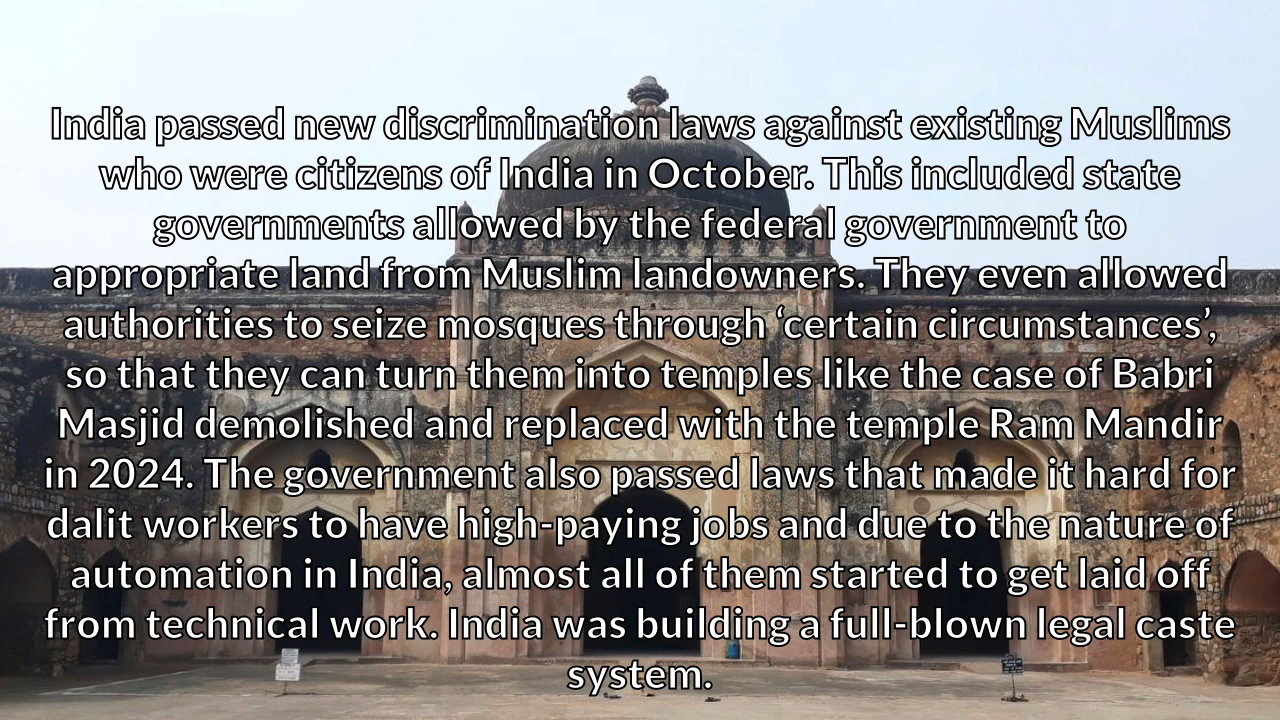 India passed new discrimination laws against existing Muslims
who were citizens of India in October. This included state
governments allowed by the federal government to
appropriate land from Muslim landowners. They even allowed
authorities to seize mosques through ‘certain circumstances’,
so that they can turn them into temples like the case of Babri
Masjid demolished and replaced with the temple Ram Mandir
in 2024. The government also passed laws that made it hard for
dalit workers to have high-paying jobs and due to the nature of
automation in India, almost all of them started to get laid off
from technical work. India was building a full-blown legal caste
system.